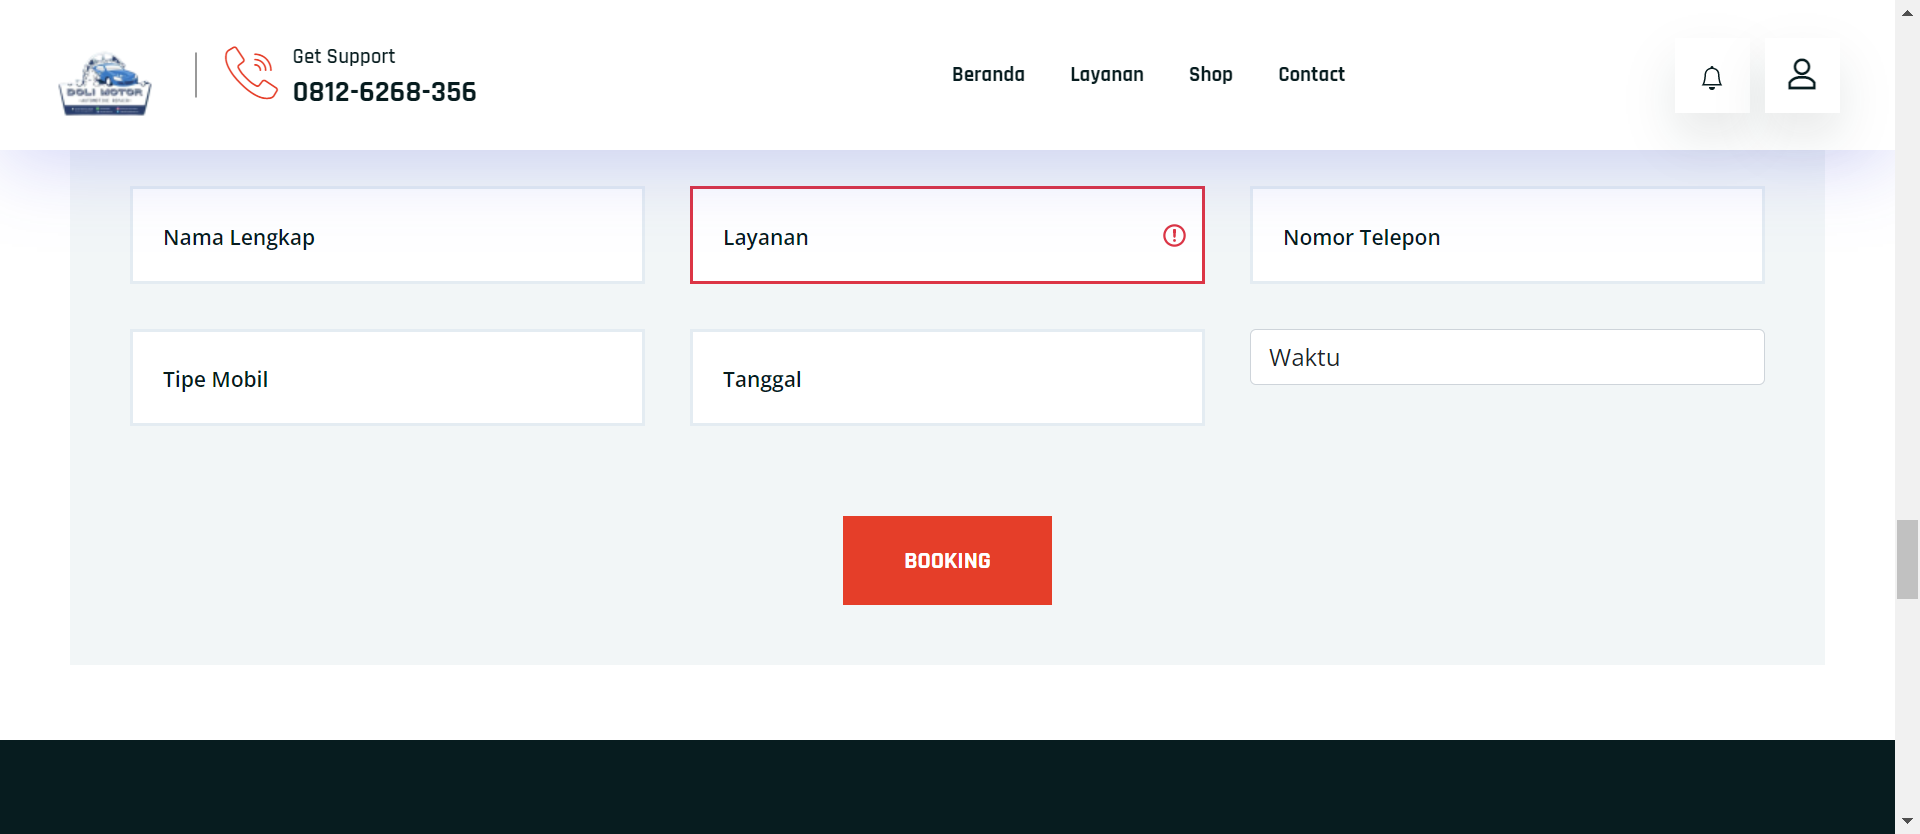 DOLI MOTOR
Get Support
0812-6268-356
Beranda
Layanan
Shop
Contact
Nama Lengkap
Layanan
Nomor Telepon
Tipe Mobil
Tanggal
Waktu
BOOKING